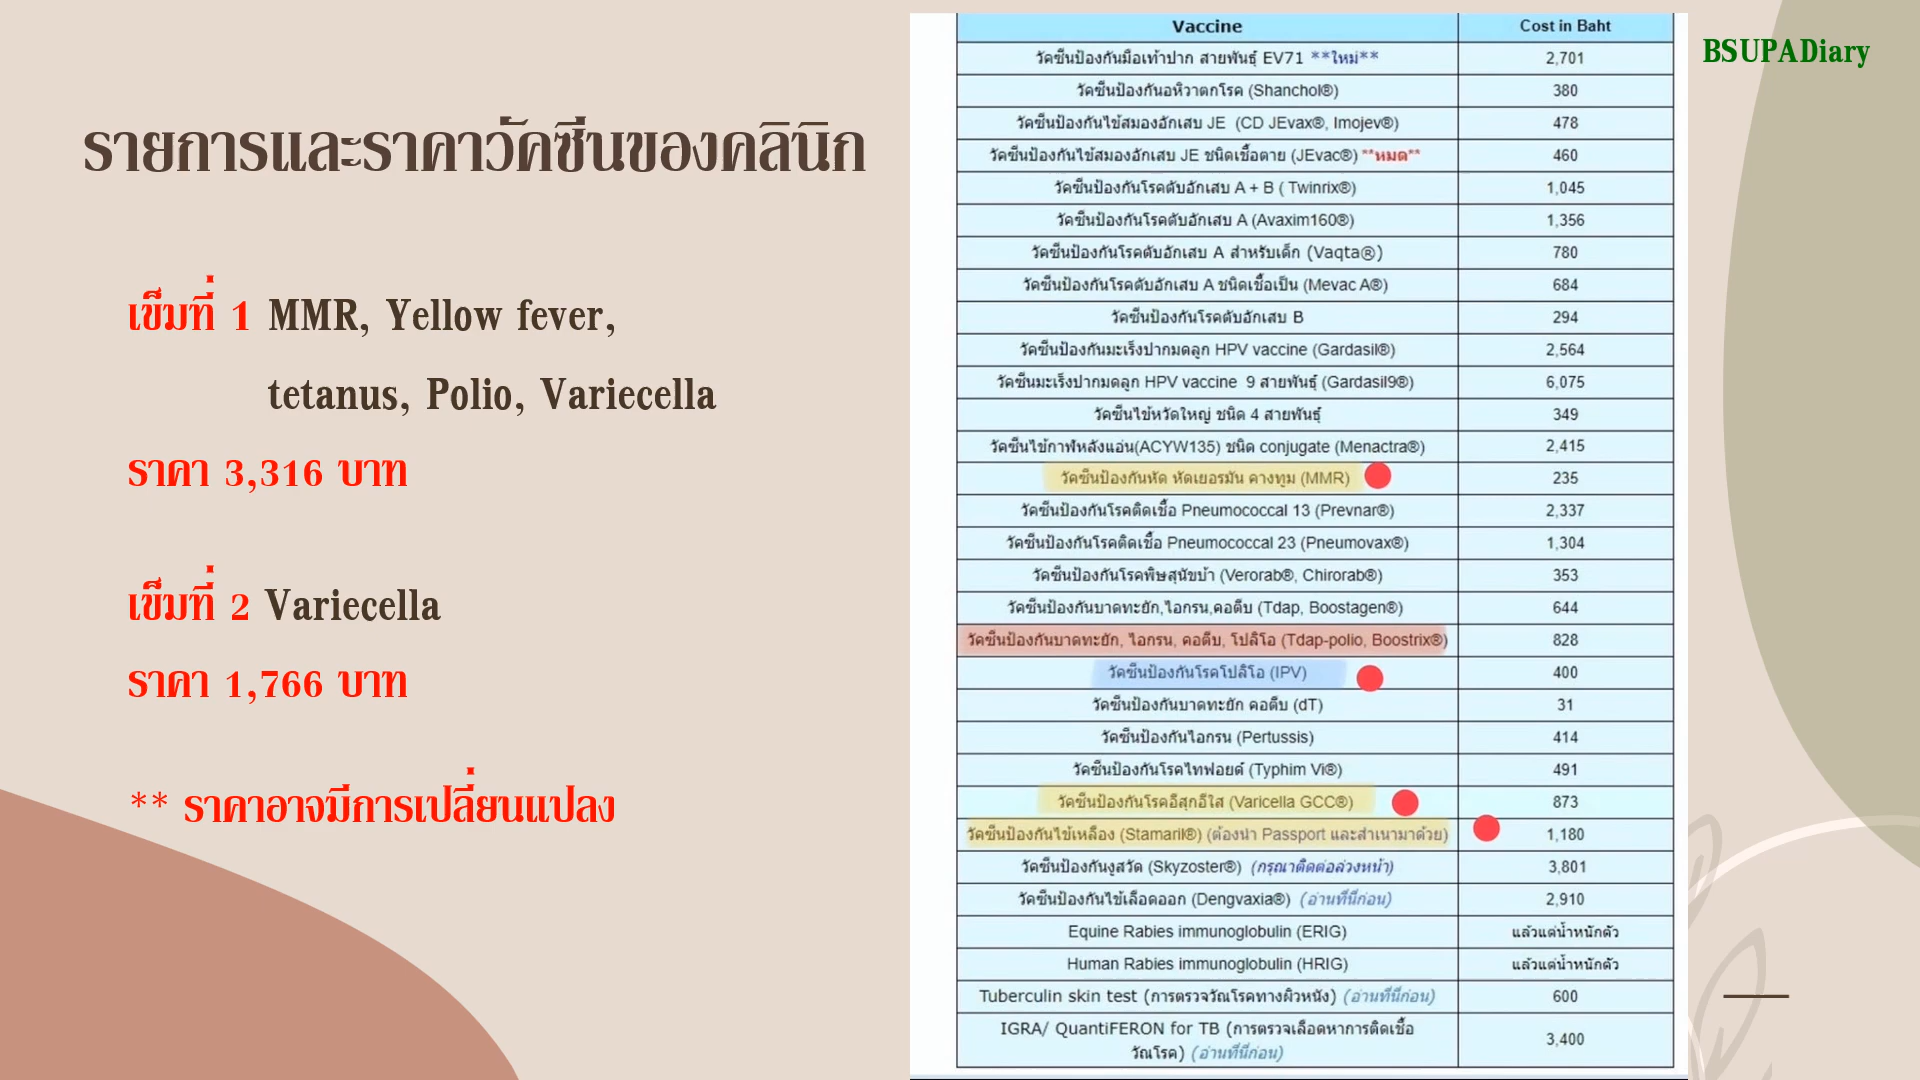 รายการและราคาวัคซีนของคลินิก
เข็มที่ 1 MMR, Yellow fever,
tetanus, Polio, Variecella
ราคา 3,316 บาท
เข็มที่ 2 Variecella
ราคา 1,766 บาท
** ราคาอาจมีการเปลี่ยนแปลง
BSUPADiary
Vaccine Cost in Baht
วัคซีนป้องกันมือเท้าปาก สายพันธุ์ EV71 **ใหม่** 2,701
วัคซีนป้องกันอหิวาตกโรค (Shanchol®) 380
วัคซีนป้องกันไข้สมองอักเสบ JE (CD JEvax®, Imojev®) 478
วัคซีนป้องกันไข้สมองอักเสบ JE ชนิดเชื้อตาย (JEvac®) **หมด** 460
วัคซีนป้องกันโรคตับอักเสบ A + B ( Twinrix®) 1,045
วัคซีนป้องกันโรคตับอักเสบ A (Avaxim160®) 1,356
วัคซีนป้องกันโรคตับอักเสบ A สำหรับเด็ก (Vaqta®) 780
วัคซีนป้องกันโรคตับอักเสบ A ชนิดเชื้อเป็น (Mevac A®) 684
วัคซีนป้องกันโรคตับอักเสบ B 294
วัคซีนป้องกันมะเร็งปากมดลูก HPV vaccine (Gardasil®) 2,564
วัคซีนมะเร็งปากมดลูก HPV vaccine 9 สายพันธุ์ (Gardasil9®) 6,075
วัคซีนไข้หวัดใหญ่ ชนิด 4 สายพันธุ์ 349
วัคซีนไข้กาฬหลังแอ่น(ACYW135) ชนิด conjugate (Menactra®) 2,415
วัคซีนป้องกันหัด หัดเยอรมัน คางทูม (MMR) 235
วัคซีนป้องกันโรคติดเชื้อ Pneumococcal 13 (Prevnar®) 2,337
วัคซีนป้องกันโรคติดเชื้อ Pneumococcal 23 (Pneumovax®) 1,304
วัคซีนป้องกันโรคพิษสุนัขบ้า (Verorab®, Chirorab®) 353
วัคซีนป้องกันบาดทะยัก,ไอกรน,คอตีบ (Tdap, Boostagen®) 644
วัคซีนป้องกันบาดทะยัก, ไอกรน, คอตีบ, โปลิโอ (Tdap-polio, Boostrix®) 828
วัคซีนป้องกันโรคโปลิโอ (IPV) 400
วัคซีนป้องกันบาดทะยัก คอตีบ (dT) 31
วัคซีนป้องกันไอกรน (Pertussis) 414
วัคซีนป้องกันโรคไทฟอยด์ (Typhim Vi®) 491
วัคซีนป้องกันโรคอีสุกอีใส (Varicella GCC®) 873
วัคซีนป้องกันไข้เหลือง (Stamaril®) (ต้องนำ Passport และสำเนามาด้วย) 1,180
วัคซีนป้องกันงูสวัด (Skyzoster®) (กรุณาติดต่อล่วงหน้า) 3,801
วัคซีนป้องกันไข้เลือดออก (Dengvaxia®) (อ่านที่นี่ก่อน) 2,910
Equine Rabies immunoglobulin (ERIG) แล้วแต่น้ำหนักตัว
Human Rabies immunoglobulin (HRIG) แล้วแต่น้ำหนักตัว
Tuberculin skin test (การตรวจวัณโรคทางผิวหนัง) (อ่านที่นี่ก่อน) 600
IGRA/ QuantiFERON for TB (การตรวจเลือดหาการติดเชื้อ
วัณโรค) (อ่านที่นี่ก่อน) 3,400